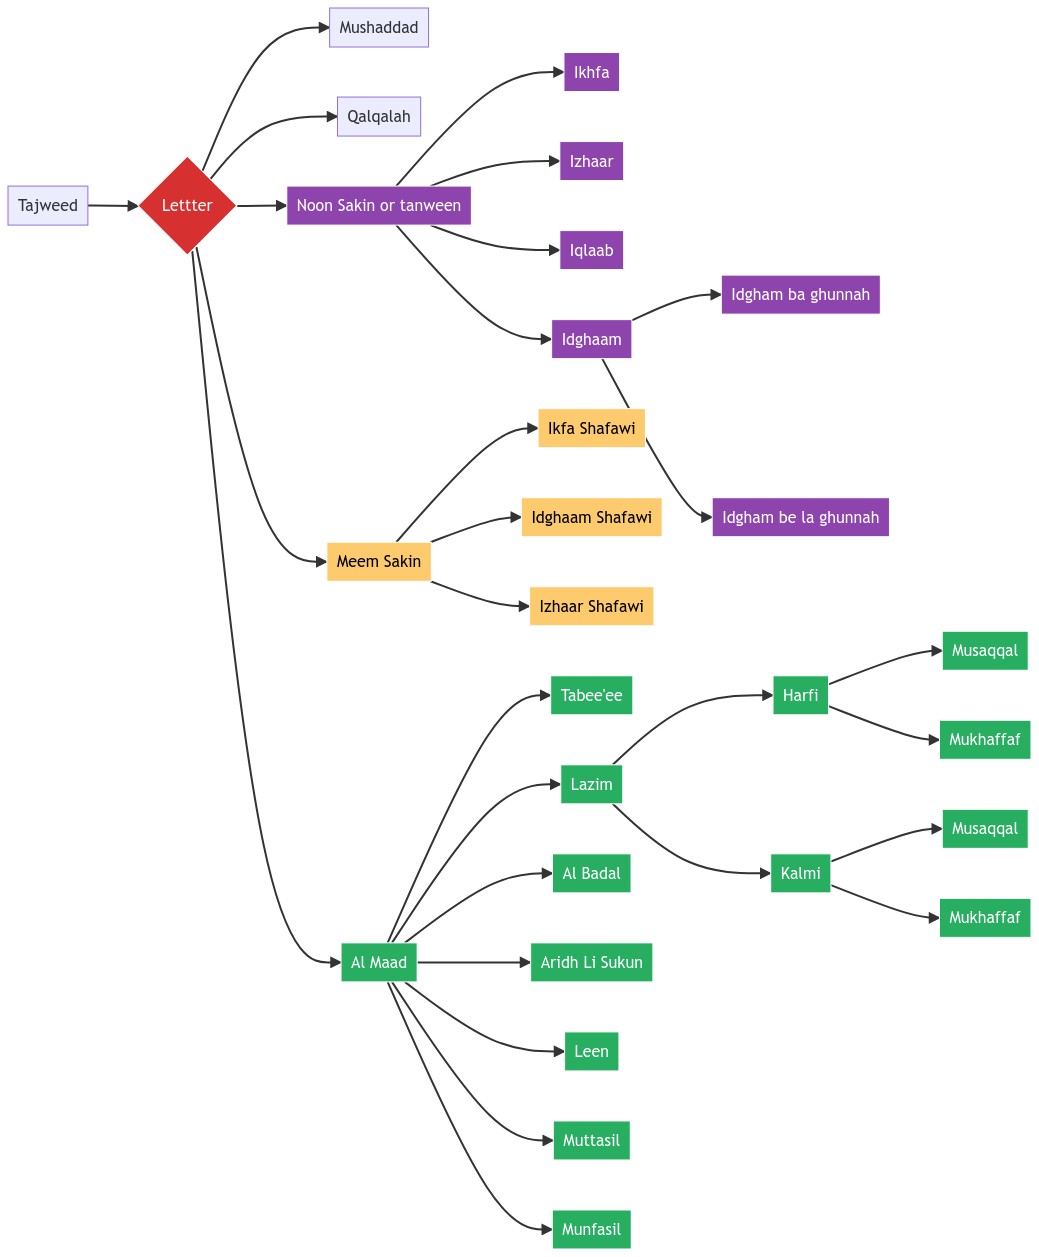 Mushaddad
Ikhfa
Qalqalah
Izhaar
Tajweed
Lettter
Noon Sakin or tanween
Iqlaab
Idgham ba ghunnah
Idghaam
Ikfa Shafawi
Idghaam Shafawi
Idgham be la ghunnah
Meem Sakin
Izhaar Shafawi
Musaqqal
Tabee'ee
Harfi
Mukhaffaf
Lazim
Musaqqal
Al Badal
Kalmi
Mukhaffaf
Al Maad
Aridh Li Sukun
Leen
Muttasil
Munfasil